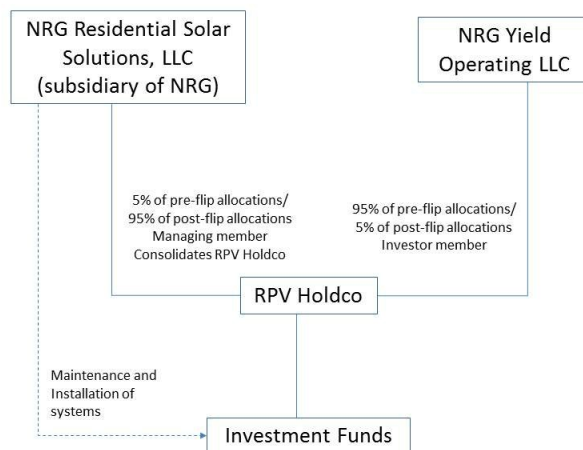 NRG Residential Solar
Solutions, LLC
(subsidiary of NRG)
NRG Yield
Operating LLC
5% of pre-flip allocations/
95% of post-flip allocations
Managing member
Consolidates RPV Holdco
95% of pre-flip allocations/
5% of post-flip allocations
Investor member
RPV Holdco
Maintenance and
Installation of
systems
Investment Funds